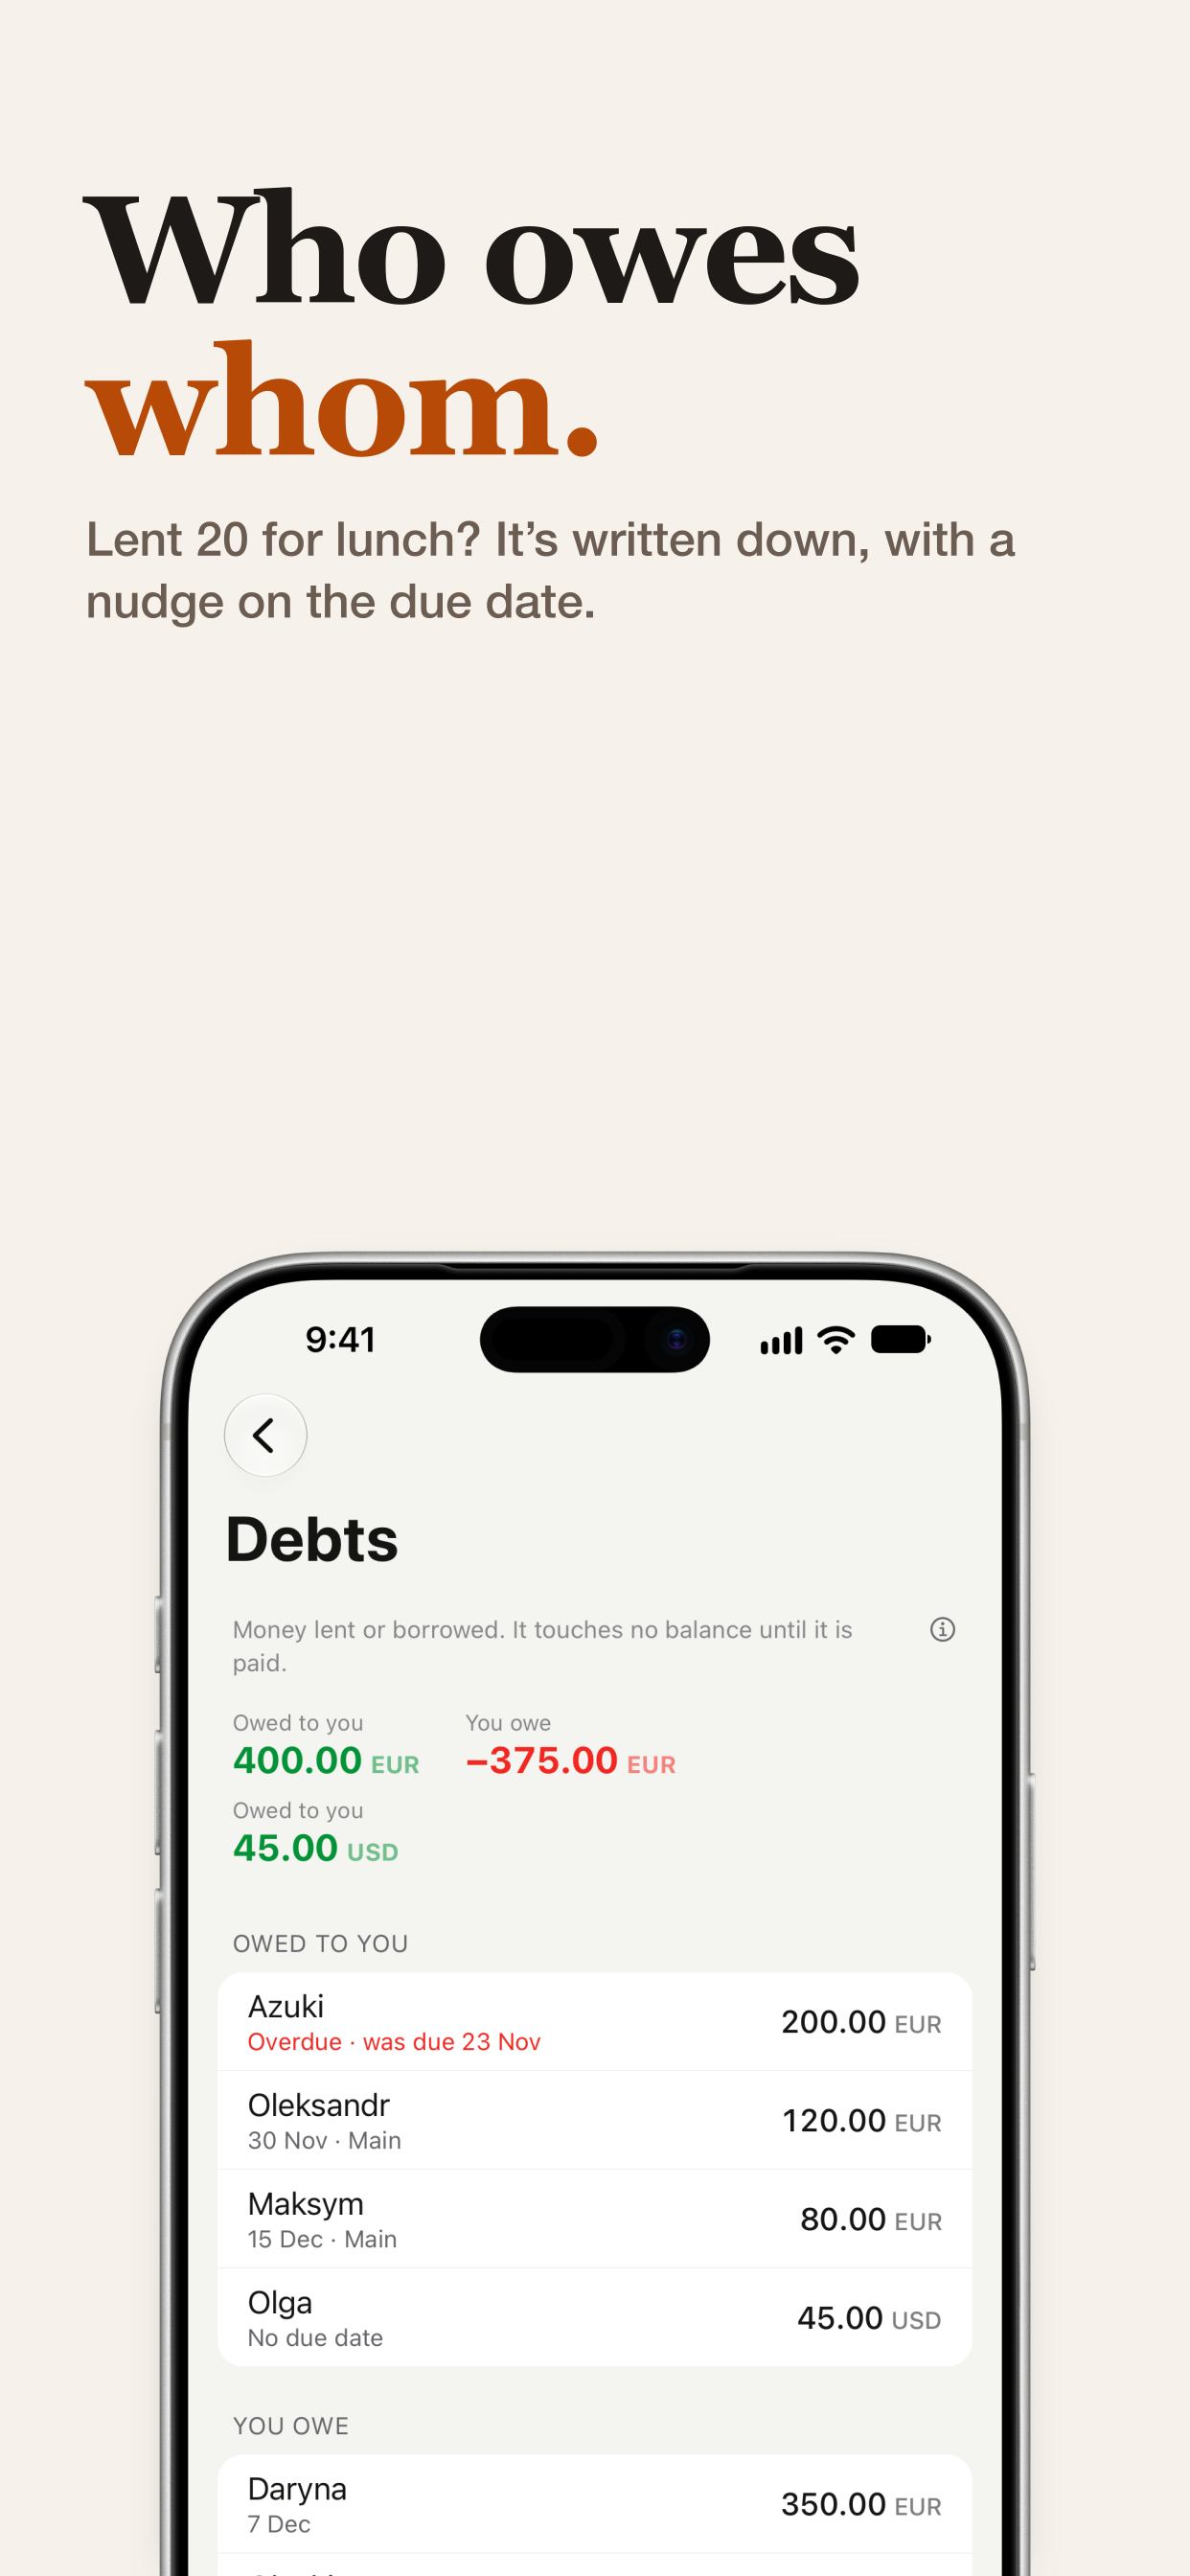 Who owes
whom.
Lent 20 for lunch? It’s written down, with a
nudge on the due date.
9:41
Debts
Money lent or borrowed. It touches no balance until it is
paid.
Owed to you
You owe
400.00 EUR
−375.00 EUR
Owed to you
45.00 USD
OWED TO YOU
Azuki
200.00 EUR
Overdue · was due 23 Nov
Oleksandr
120.00 EUR
30 Nov · Main
Maksym
80.00 EUR
15 Dec · Main
Olga
45.00 USD
No due date
YOU OWE
Daryna
350.00 EUR
7 Dec